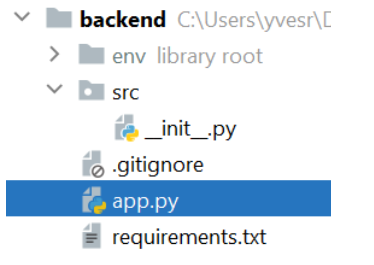 backend C:\Users\yvesr\
env library root
src
__init__.py
.gitignore
app.py
requirements.txt